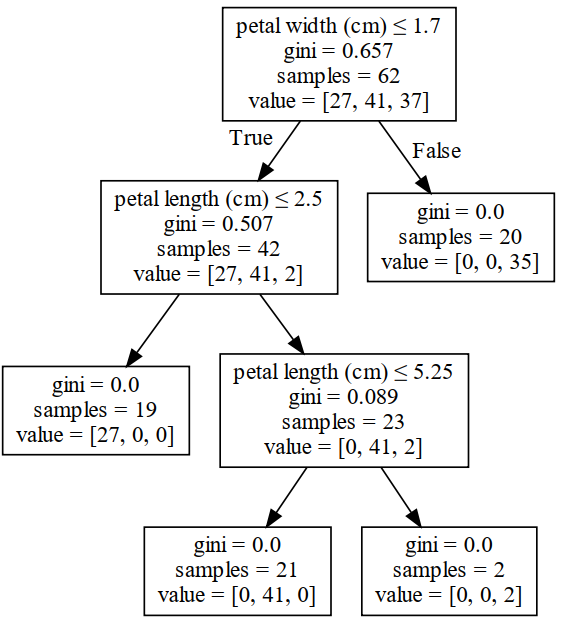 petal width (cm) ≤ 1.7
gini = 0.657
samples = 62
value = [27, 41, 37]
True
False
petal length (cm) ≤ 2.5
gini = 0.507
samples = 42
value = [27, 41, 2]
gini = 0.0
samples = 20
value = [0, 0, 35]
gini = 0.0
samples = 19
value = [27, 0, 0]
petal length (cm) ≤ 5.25
gini = 0.089
samples = 23
value = [0, 41, 2]
gini = 0.0
samples = 21
value = [0, 41, 0]
gini = 0.0
samples = 2
value = [0, 0, 2]